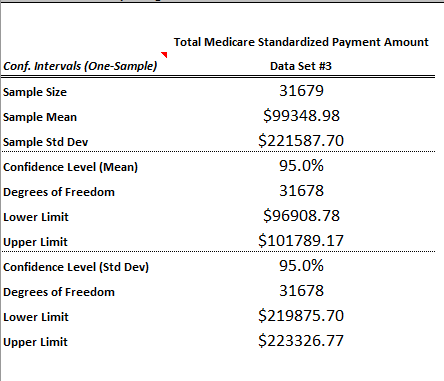 Total Medicare Standardized Payment Amount
Conf. Intervals (One-Sample) Data Set #3
Sample Size 31679
Sample Mean $99348.98
Sample Std Dev $221587.70
Confidence Level (Mean) 95.0%
Degrees of Freedom 31678
Lower Limit $96908.78
Upper Limit $101789.17
Confidence Level (Std Dev) 95.0%
Degrees of Freedom 31678
Lower Limit $219875.70
Upper Limit $223326.77